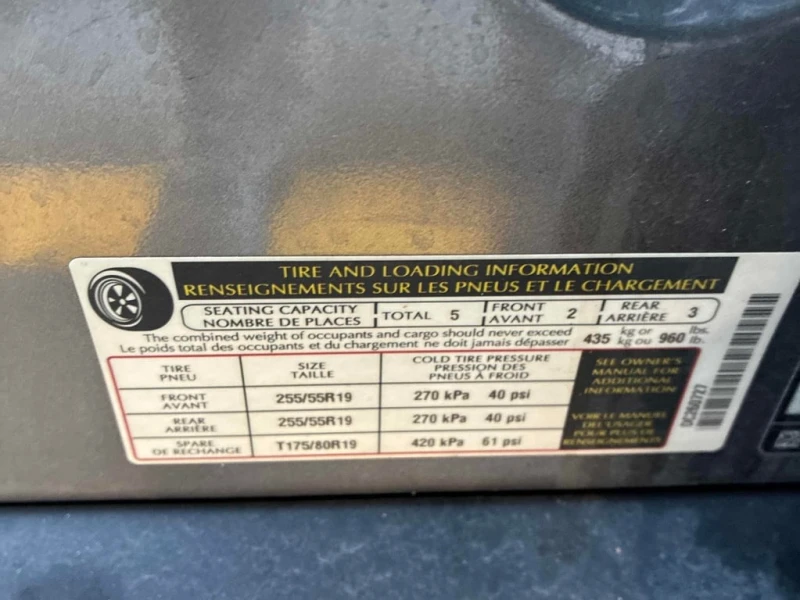 TIRE AND LOADING INFORMATION
RENSEIGNEMENTS SUR LES PNEUS ET LE CHARGEMENT
SEATING CAPACITY
NOMBRE DE PLACES
TOTAL 5
FRONT
AVANT 2
REAR
ARRIÈRE 3
The combined weight of occupants and cargo should never exceed
Le poids total des occupants et du chargement ne doit jamais dépasser
435 kg or
kg ou 960 lbs.
lb.
TIRE
PNEU
SIZE
TAILLE
COLD TIRE PRESSURE
PRESSION DES
PNEUS À FROID
FRONT
AVANT
255/55R19
270 kPa 40 psi
REAR
ARRIÈRE
255/55R19
270 kPa 40 psi
SPARE
DE RECHANGE
T175/80R19
420 kPa 61 psi
SEE OWNER'S
MANUAL FOR
ADDITIONAL
INFORMATION
VOIR LE MANUEL
DE L'USAGER
POUR PLUS DE
RENSEIGNEMENTS